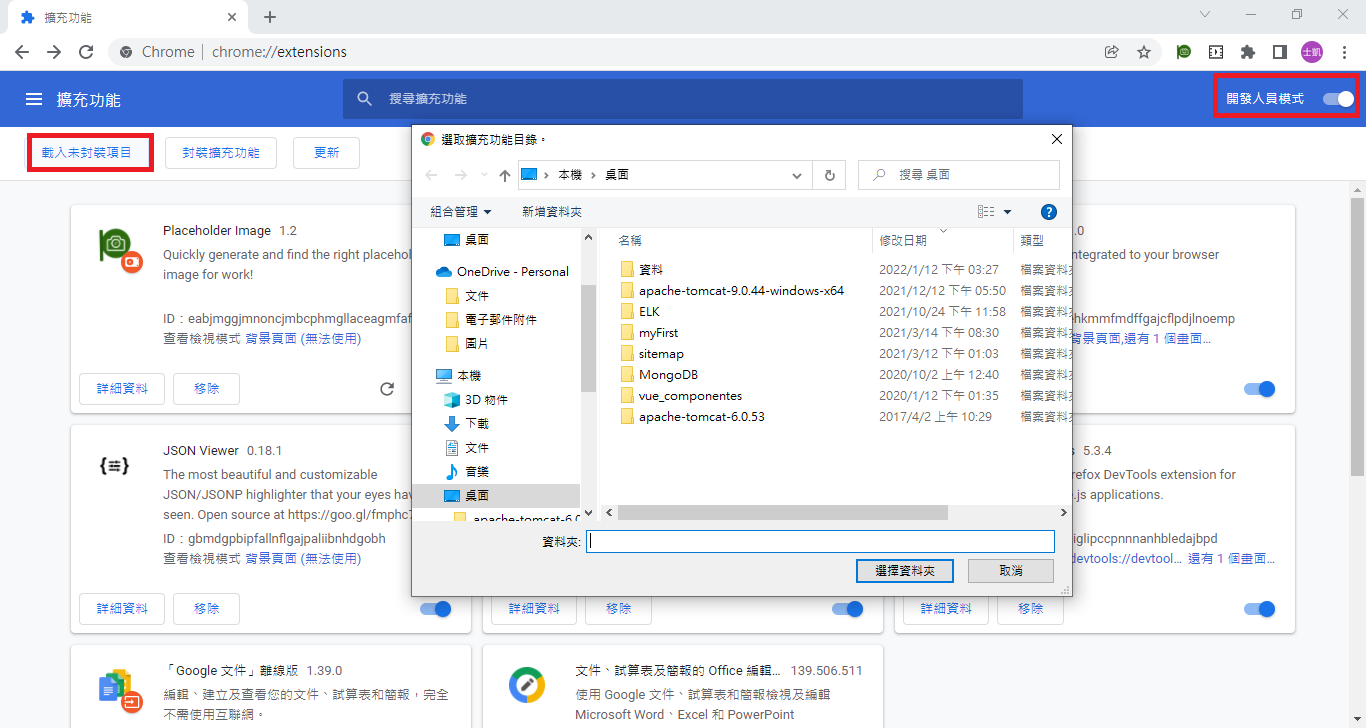 擴充功能
Chrome | chrome://extensions
士凱
擴充功能
搜尋擴充功能
開發人員模式
載入未封裝項目
封裝擴充功能
更新
選取擴充功能目錄。
本機 > 桌面
搜尋 桌面
組合管理
新增資料夾
桌面
OneDrive - Personal
文件
電子郵件附件
圖片
本機
3D 物件
下載
文件
音樂
桌面
apache-tomcat-6.0
名稱 修改日期 類型
資料 2022/1/12 下午 03:27 檔案資料夾
apache-tomcat-9.0.44-windows-x64 2021/12/12 下午 05:50 檔案資料夾
ELK 2021/10/24 下午 11:58 檔案資料夾
myFirst 2021/3/14 下午 08:30 檔案資料夾
sitemap 2021/3/12 下午 01:03 檔案資料夾
MongoDB 2020/10/2 上午 12:40 檔案資料夾
vue_componentes 2020/1/12 下午 01:35 檔案資料夾
apache-tomcat-6.0.53 2017/4/2 上午 10:29 檔案資料夾
資料夾:
選擇資料夾
取消
Placeholder Image 1.2
Quickly generate and find the right placehol
image for work!
ID：eabjmggjmnoncjmbcphmgllaceagmfaf
查看檢視模式 背景頁面 (無法使用)
詳細資料
移除
.0
ntegrated to your browser
hkmmfmdffgajcflpdjlnoemp
背景頁面,還有 1 個畫面...
JSON Viewer 0.18.1
The most beautiful and customizable
JSON/JSONP highlighter that your eyes hav
seen. Open source at https://goo.gl/fmphc7
ID：gbmdgpbipfallnflgajpaliibnhdgobh
查看檢視模式 背景頁面 (無法使用)
詳細資料
移除
詳細資料
移除
s 5.3.4
refox DevTools extension for
.js applications.
iglipccpnnnanhbledajbpd
devtools://devtool... 還有 1 個畫面...
詳細資料
移除
「Google 文件」離線版 1.39.0
編輯、建立及查看您的文件、試算表和簡報，完全
不需使用互聯網。
文件、試算表及簡報的 Office 編輯... 139.506.511
使用 Google 文件、試算表和簡報檢視及編輯
Microsoft Word、Excel 和 PowerPoint